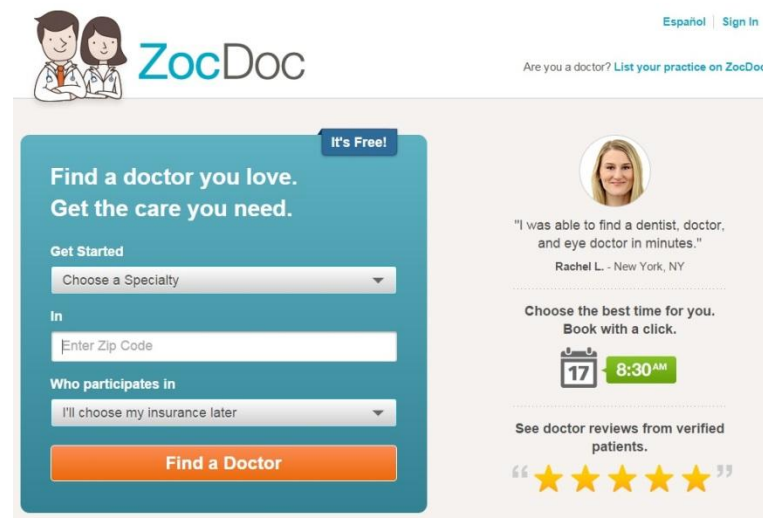 Español Sign In
ZocDoc
Are you a doctor? List your practice on ZocDoc
It's Free!
Find a doctor you love.
Get the care you need.
Get Started
Choose a Specialty
In
Enter Zip Code
Who participates in
I'll choose my insurance later
Find a Doctor
"I was able to find a dentist, doctor,
and eye doctor in minutes."
Rachel L. - New York, NY
Choose the best time for you.
Book with a click.
17 8:30 AM
See doctor reviews from verified
patients.